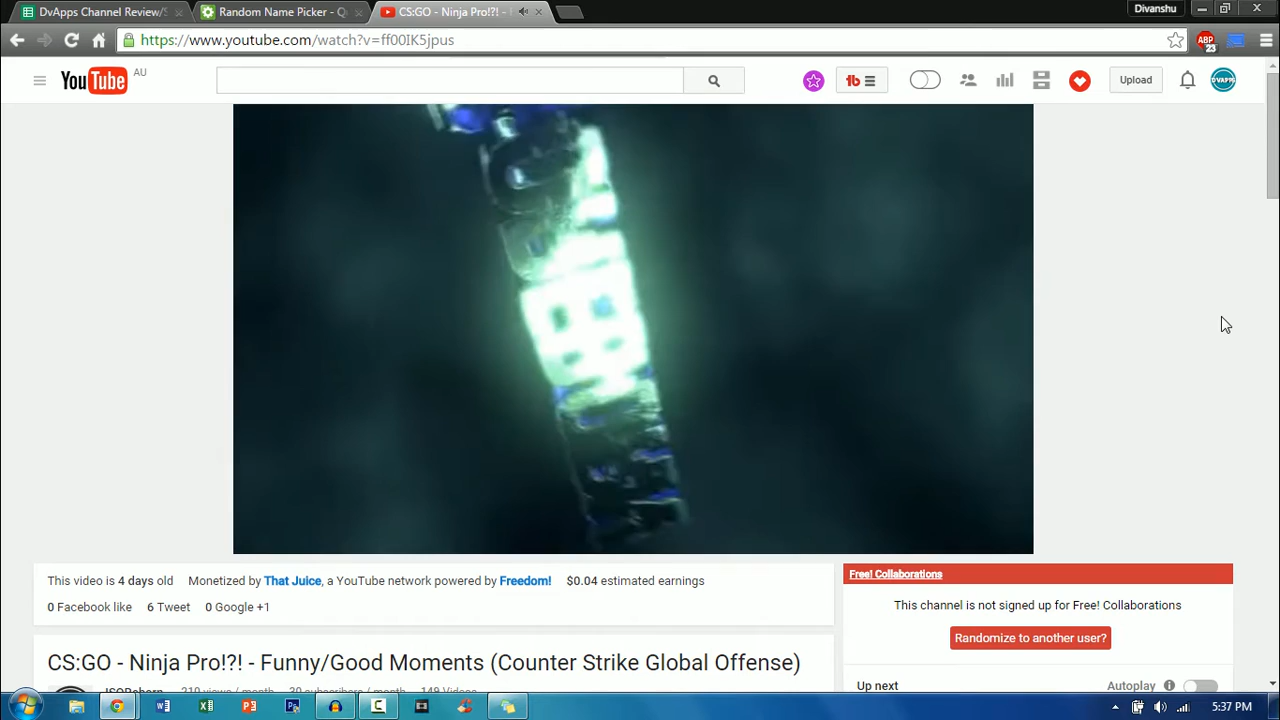 DvApps Channel Review/S
Random Name Picker - Q
CS:GO - Ninja Pro!?! -
Divanshu
https://www.youtube.com/watch?v=ff00IK5jpus
ABP
23
YouTube AU
tb
Upload
DVAPPS
This video is 4 days old Monetized by That Juice, a YouTube network powered by Freedom! $0.04 estimated earnings
0 Facebook like 6 Tweet 0 Google +1
Free! Collaborations
This channel is not signed up for Free! Collaborations
Randomize to another user?
CS:GO - Ninja Pro!?! - Funny/Good Moments (Counter Strike Global Offense)
210 views / month 30 subscribers / month 149 Videos
Up next
Autoplay
5:37 PM